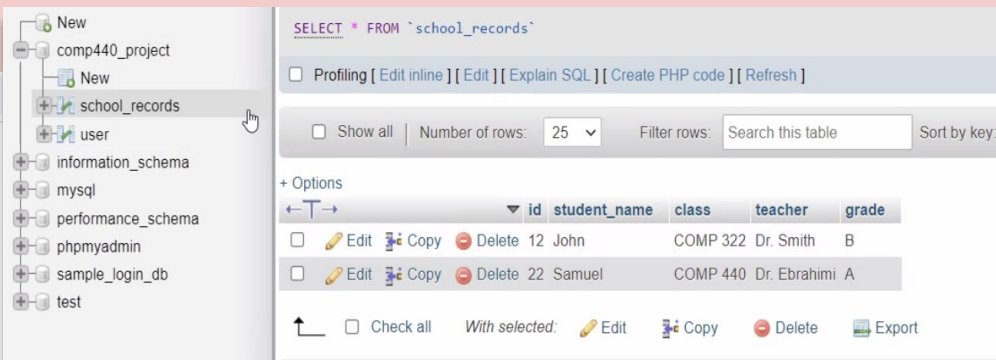 New
comp440_project
New
school_records
user
information_schema
mysql
performance_schema
phpmyadmin
sample_login_db
test
SELECT * FROM `school_records`
Profiling [ Edit inline ] [ Edit ] [ Explain SQL ] [ Create PHP code ] [ Refresh ]
Show all Number of rows: 25 Filter rows: Search this table Sort by key:
+ Options
id student_name class teacher grade
Edit Copy Delete 12 John COMP 322 Dr. Smith B
Edit Copy Delete 22 Samuel COMP 440 Dr. Ebrahimi A
Check all With selected: Edit Copy Delete Export